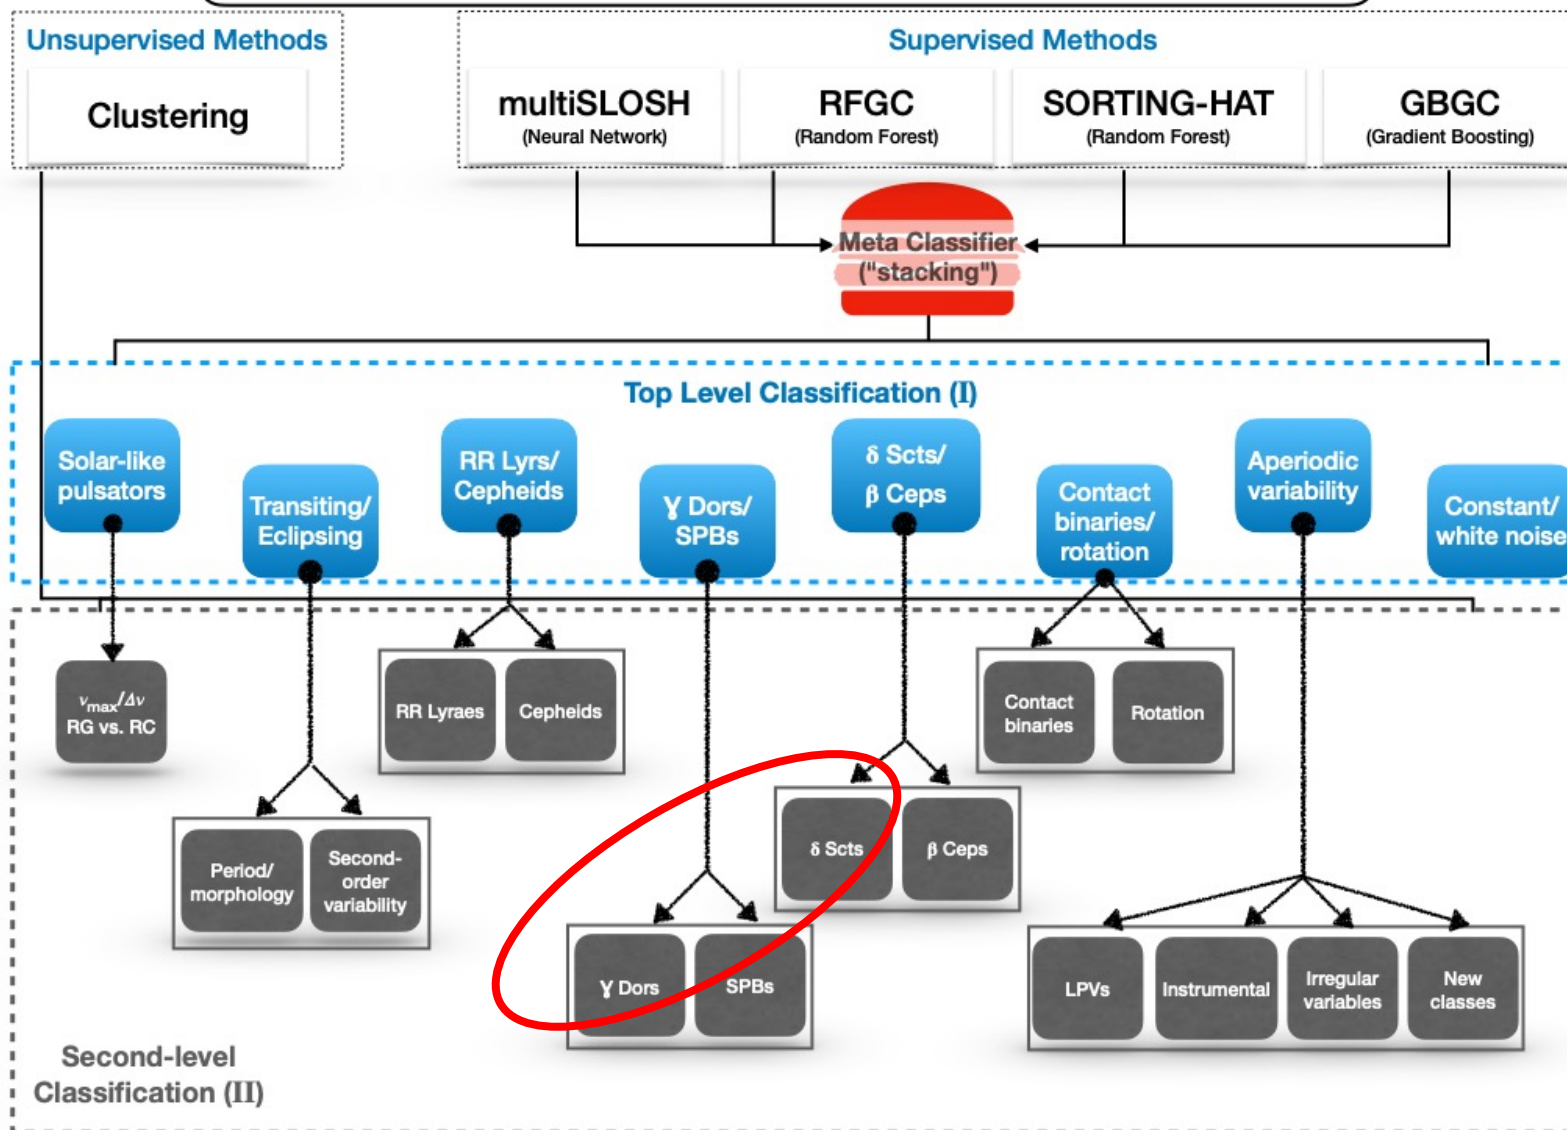 Unsupervised Methods
Clustering
Supervised Methods
multiSLOSH
(Neural Network)
RFGC
(Random Forest)
SORTING-HAT
(Random Forest)
GBGC
(Gradient Boosting)
Meta Classifier
("stacking")
Top Level Classification (I)
Solar-like
pulsators
Transiting/
Eclipsing
RR Lyrs/
Cepheids
γ Dors/
SPBs
δ Scts/
β Ceps
Contact
binaries/
rotation
Aperiodic
variability
Constant/
white noise
ν_max/Δν
RG vs. RC
Period/
morphology
Second-
order
variability
RR Lyraes
Cepheids
γ Dors
SPBs
δ Scts
β Ceps
Contact
binaries
Rotation
LPVs
Instrumental
Irregular
variables
New
classes
Second-level
Classification (II)